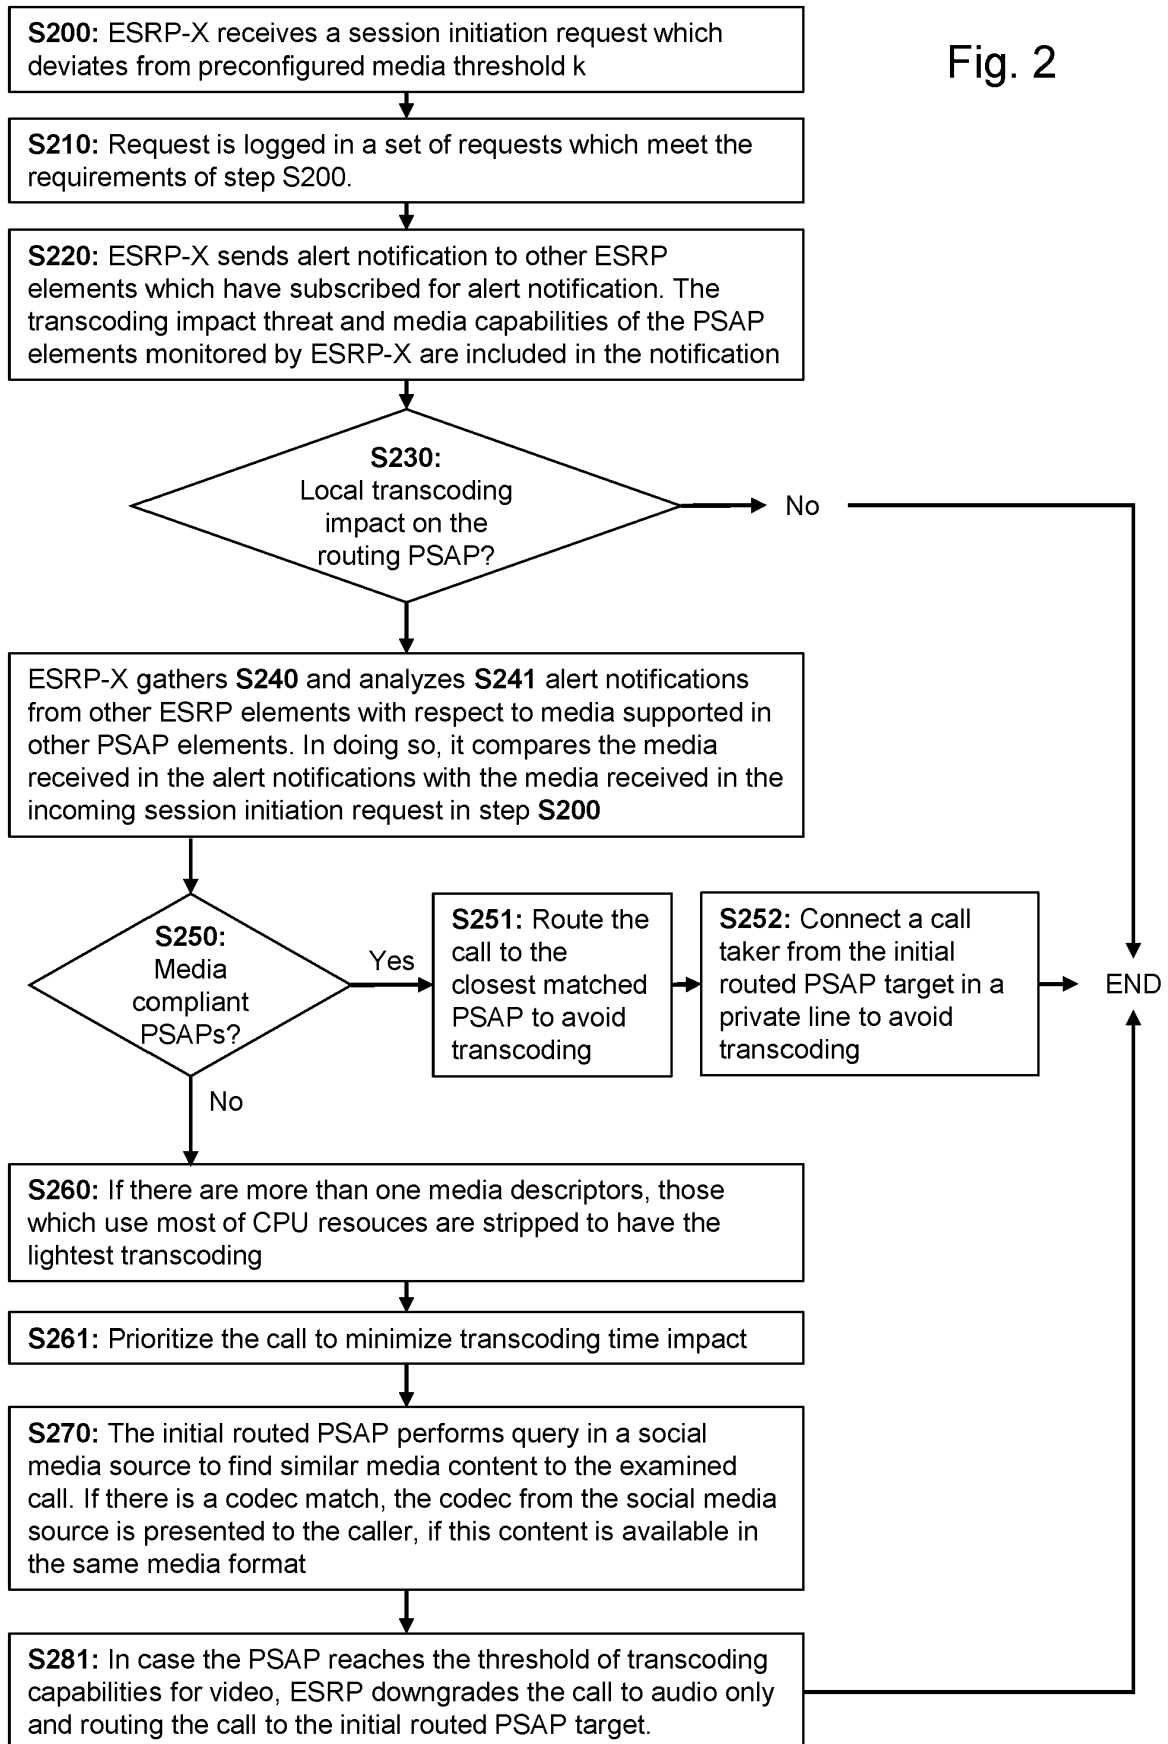 S200: ESRP-X receives a session initiation request which
deviates from preconfigured media threshold k
Fig. 2
S210: Request is logged in a set of requests which meet the
requirements of step S200.
S220: ESRP-X sends alert notification to other ESRP
elements which have subscribed for alert notification. The
transcoding impact threat and media capabilities of the PSAP
elements monitored by ESRP-X are included in the notification
S230:
Local transcoding
impact on the
routing PSAP?
No
ESRP-X gathers S240 and analyzes S241 alert notifications
from other ESRP elements with respect to media supported in
other PSAP elements. In doing so, it compares the media
received in the alert notifications with the media received in the
incoming session initiation request in step S200
S250:
Media
compliant
PSAPs?
Yes
S251: Route the
call to the
closest matched
PSAP to avoid
transcoding
S252: Connect a call
taker from the initial
routed PSAP target in a
private line to avoid
transcoding
END
No
S260: If there are more than one media descriptors, those
which use most of CPU resouces are stripped to have the
lightest transcoding
S261: Prioritize the call to minimize transcoding time impact
S270: The initial routed PSAP performs query in a social
media source to find similar media content to the examined
call. If there is a codec match, the codec from the social media
source is presented to the caller, if this content is available in
the same media format
S281: In case the PSAP reaches the threshold of transcoding
capabilities for video, ESRP downgrades the call to audio only
and routing the call to the initial routed PSAP target.